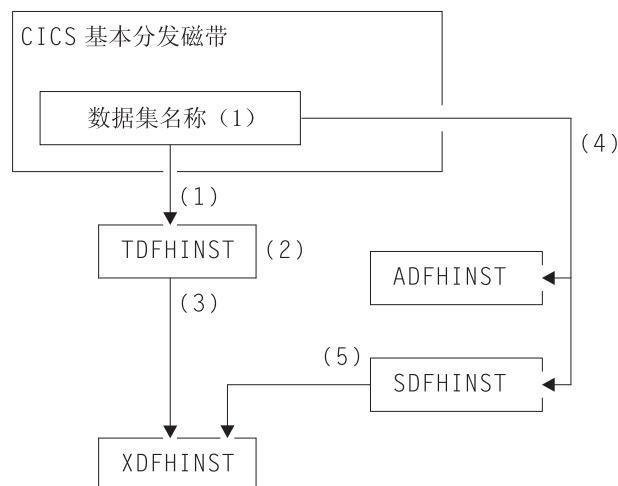 CICS 基本分发磁带
数据集名称（1）
(4)
(1)
TDFHINST
(2)
ADFHINST
(3)
(5)
SDFHINST
XDFHINST